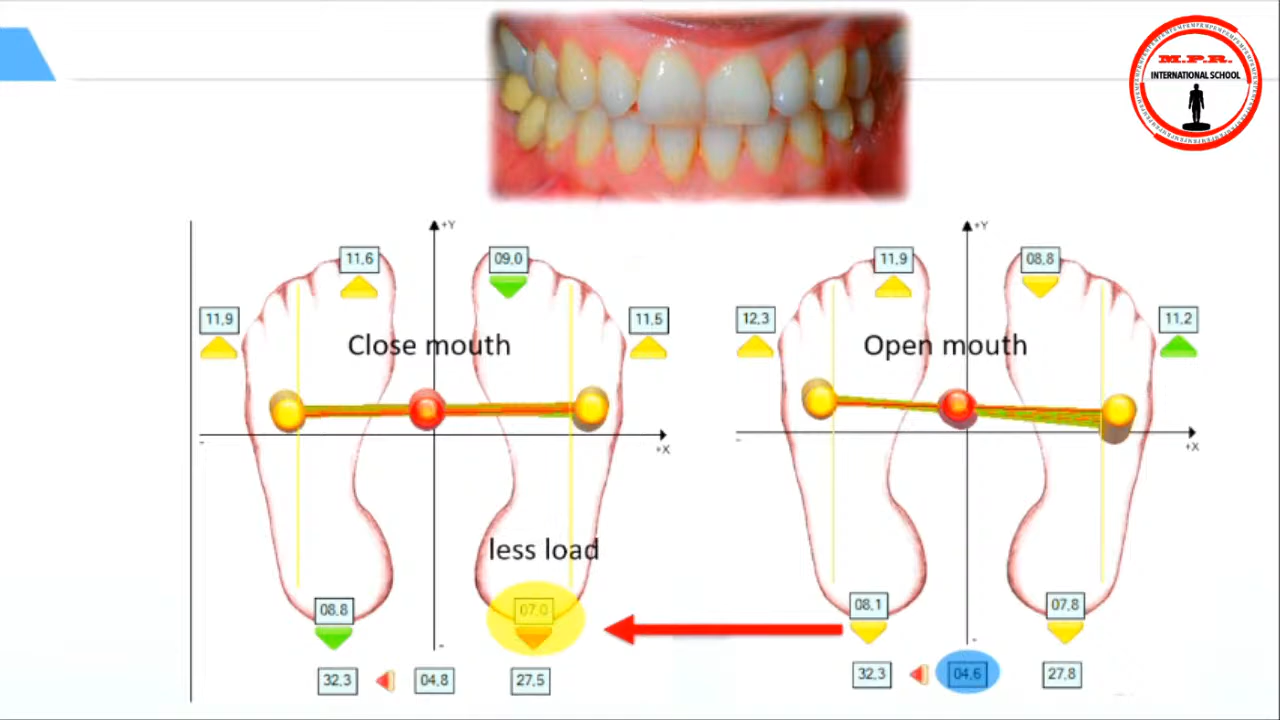 M.P.R.
INTERNATIONAL SCHOOL
+Y
11,6
09,0
11,9
11,5
Close mouth
-
+X
less load
08,8
07,0
-
32,3
04,8
27,5
+Y
11,9
08,8
12,3
11,2
Open mouth
-
+X
08,1
07,8
-
32,3
04,6
27,8